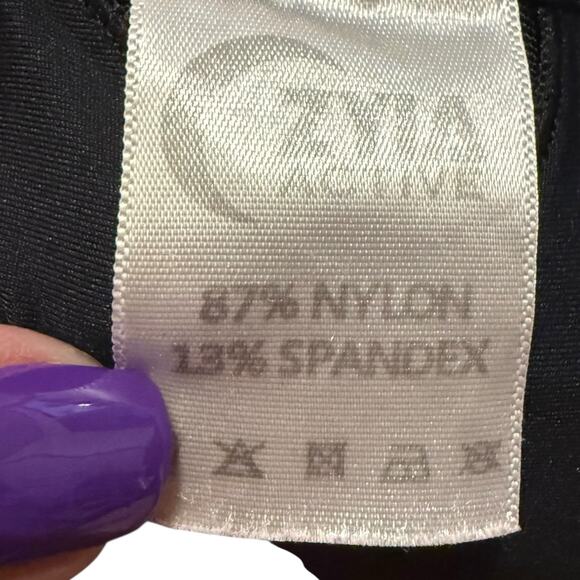 ZYIA
ACTIVE
87% NYLON
13% SPANDEX